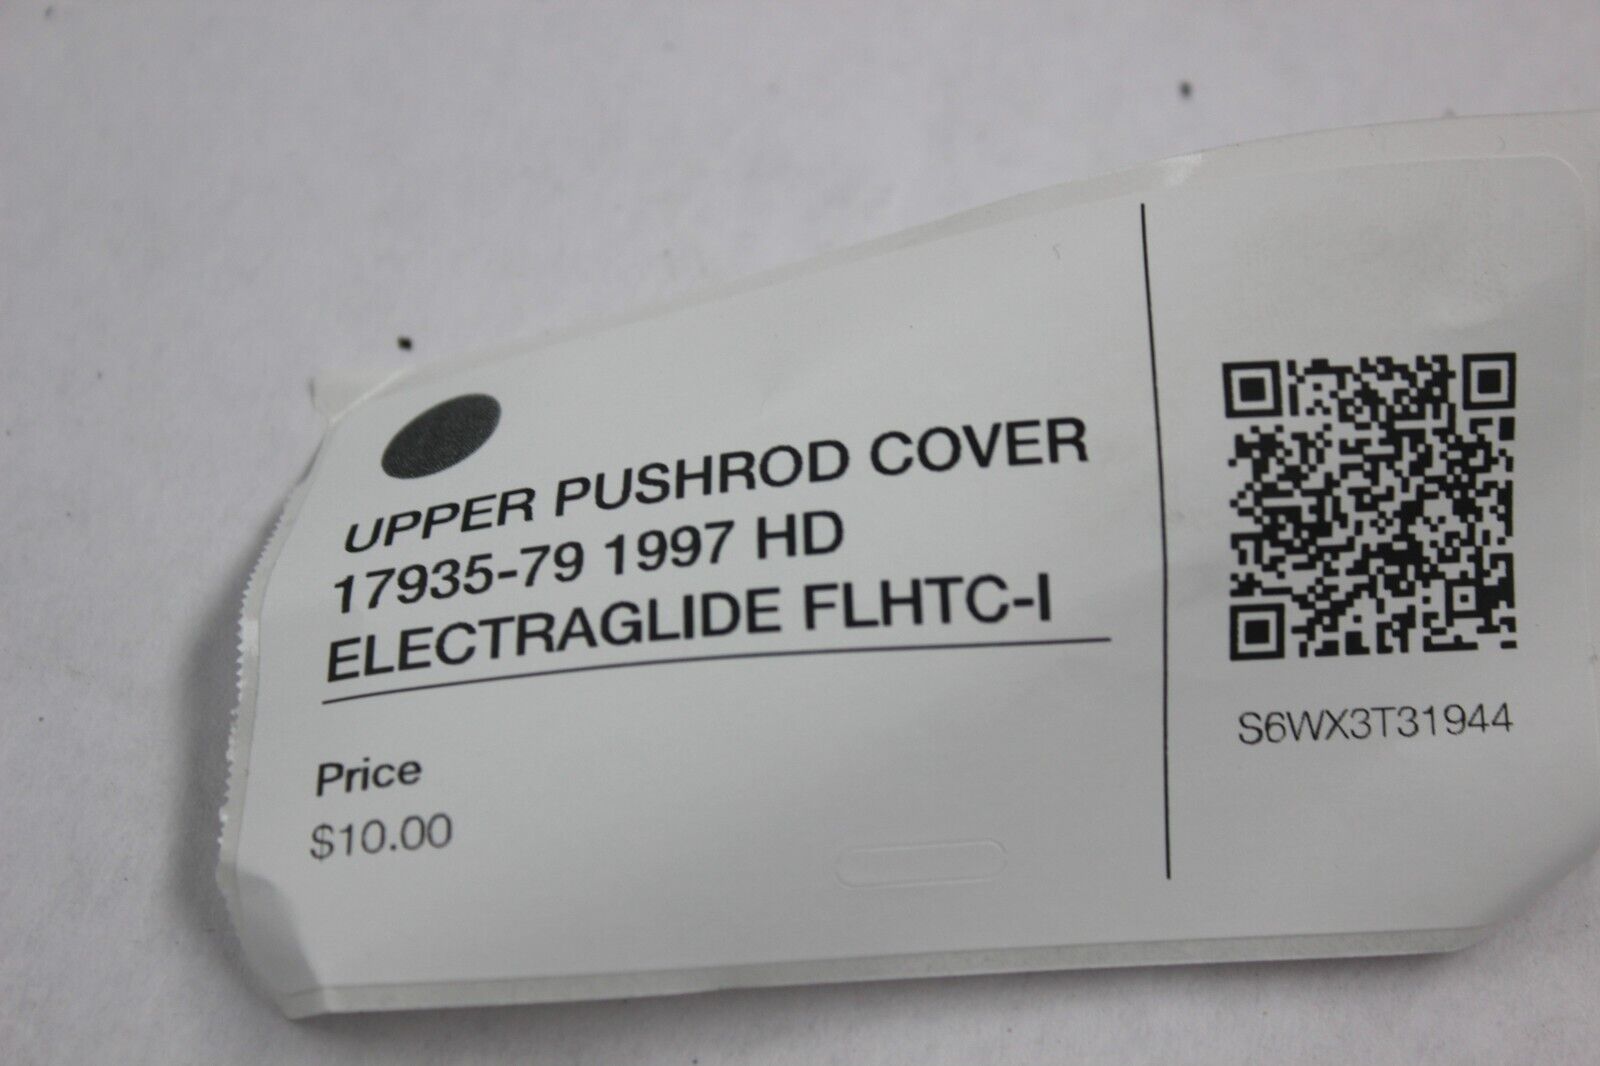 UPPER PUSHROD COVER
17935-79 1997 HD
ELECTRAGLIDE FLHTC-I
Price
$10.00
S6WX3T31944